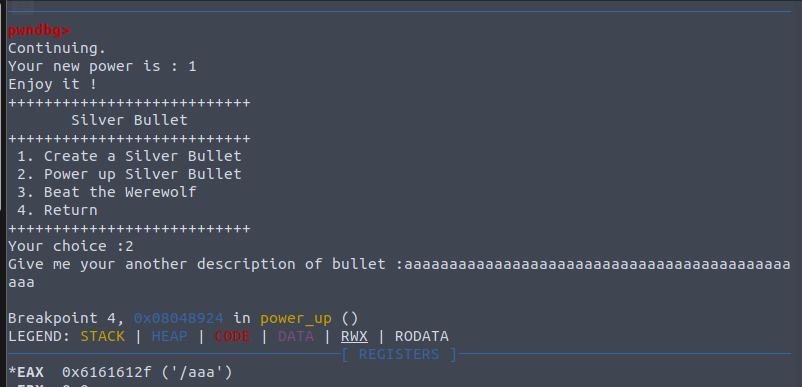 pwndbg>
Continuing.
Your new power is : 1
Enjoy it !
+++++++++++++++++++++++++++
Silver Bullet
+++++++++++++++++++++++++++
1. Create a Silver Bullet
2. Power up Silver Bullet
3. Beat the Werewolf
4. Return
+++++++++++++++++++++++++++
Your choice :2
Give me your another description of bullet :aaaaaaaaaaaaaaaaaaaaaaaaaaaaaaaaaaaaaaaaaaa
aaa
Breakpoint 4, 0x08048924 in power_up ()
LEGEND: STACK | HEAP | CODE | DATA | RWX | RODATA
[ REGISTERS ]
*EAX 0x6161612f ('/aaa')